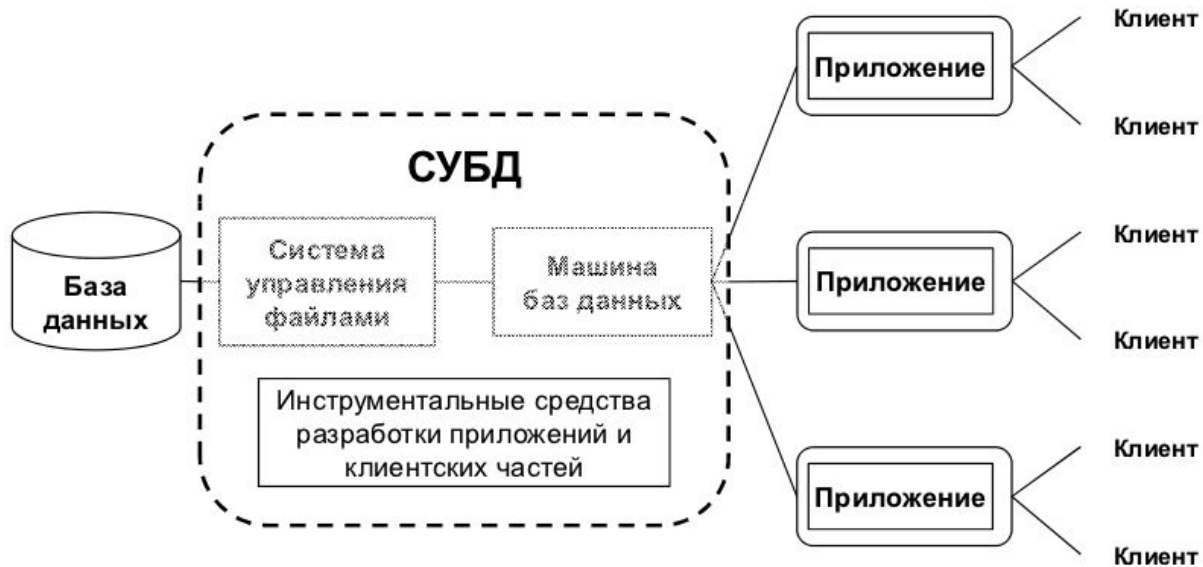 Клиент
Приложение
Клиент
СУБД
База
данных
Система
управления
файлами
Машина
баз данных
Клиент
Приложение
Клиент
Инструментальные средства
разработки приложений и
клиентских частей
Клиент
Приложение
Клиент